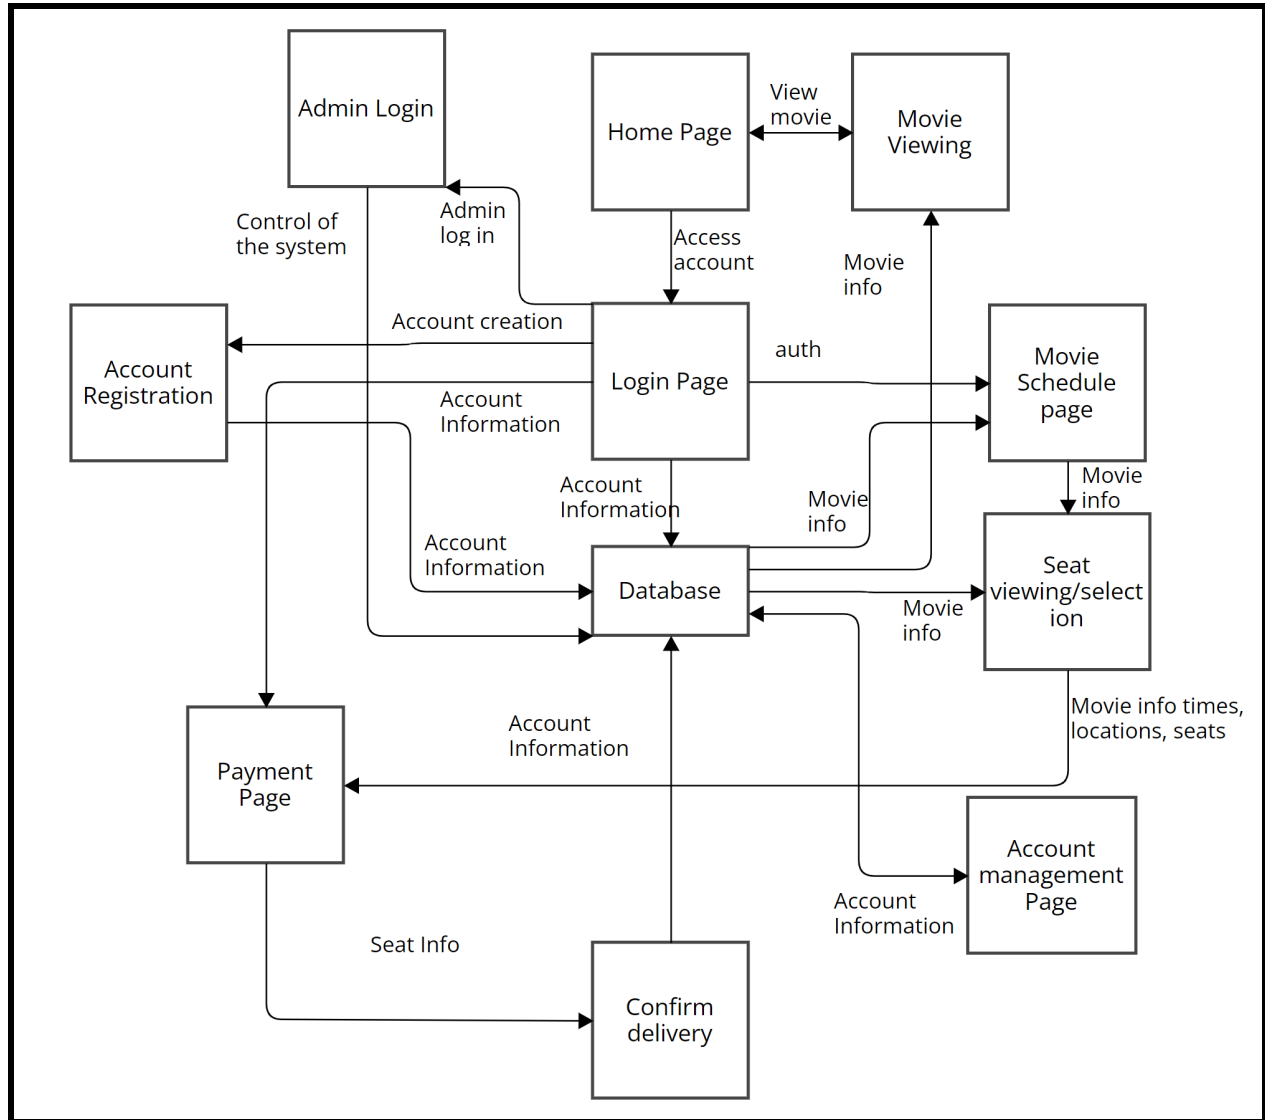 Admin Login
Home Page
View
movie
Movie
Viewing
Control of
the system
Admin
log in
Access
account
Movie
info
Account creation
auth
Account
Registration
Login Page
Movie
Schedule
page
Account
Information
Account
Information
Movie
info
Movie
info
Account
Information
Database
Seat
viewing/select
ion
Movie
info
Movie info times,
locations, seats
Account
Information
Payment
Page
Account
management
Page
Account
Information
Seat Info
Confirm
delivery